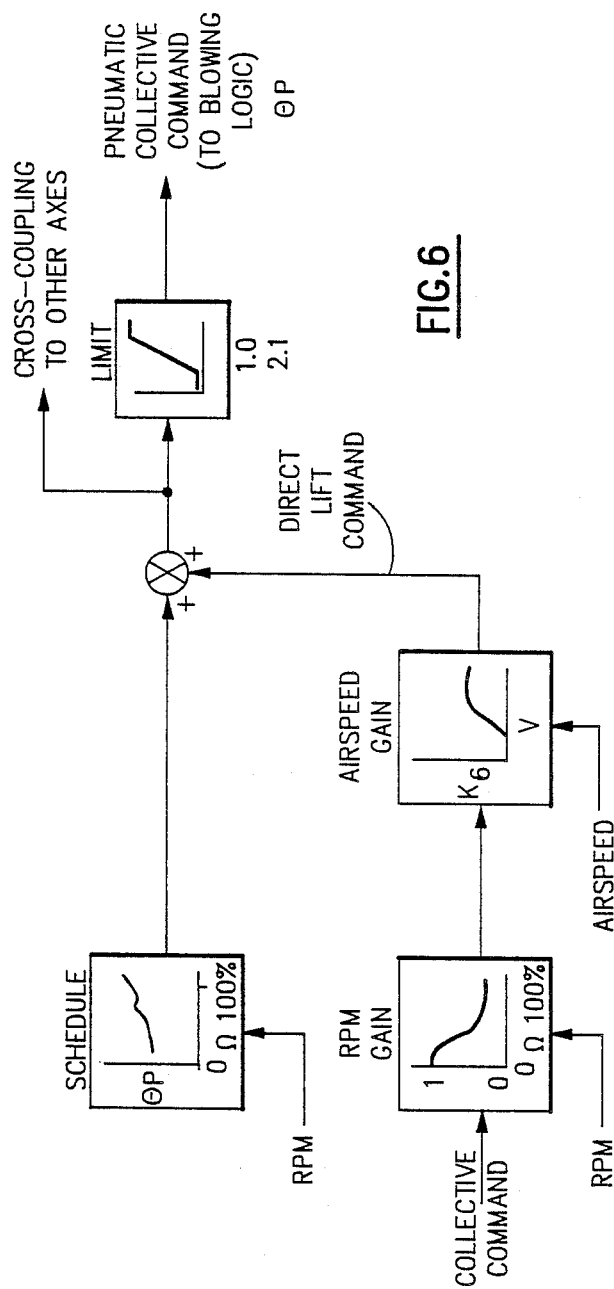 CROSS-COUPLING
TO OTHER AXES
PNEUMATIC
COLLECTIVE
COMMAND
(TO BLOWING
LOGIC)
ΘP
LIMIT
1.0
2.1
+
+
DIRECT
LIFT
COMMAND
SCHEDULE
ΘP
0 Ω 100%
RPM
AIRSPEED
GAIN
K6
V
AIRSPEED
RPM
GAIN
1
0
0 Ω 100%
COLLECTIVE
COMMAND
RPM
FIG.6